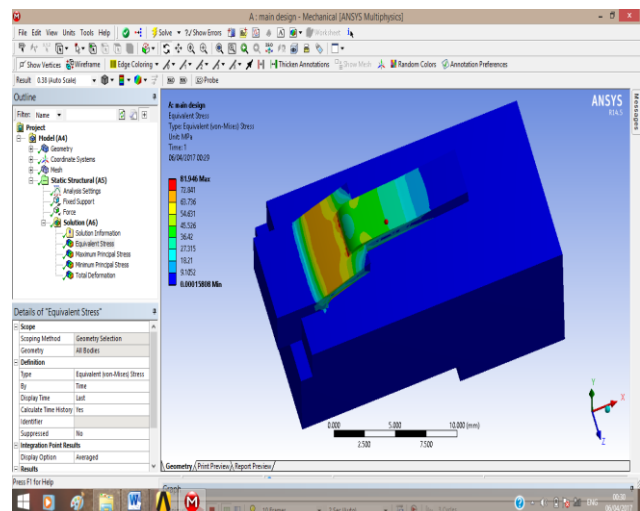 A : main design - Mechanical [ANSYS Multiphysics]
File Edit View Units Tools Help Solve ?/ Show Errors Worksheet
Show Vertices Wireframe Edge Coloring Thicken Annotations Show Mesh Random Colors Annotation Preferences
Result 0.38 (Auto Scale) Probe
Outline
Filter: Name
Project
Model (A4)
Geometry
Coordinate Systems
Mesh
Static Structural (A5)
Analysis Settings
Fixed Support
Force
Solution (A6)
Solution Information
Equivalent Stress
Maximum Principal Stress
Minimum Principal Stress
Total Deformation
Details of "Equivalent Stress"
Scope
Scoping Method Geometry Selection
Geometry All Bodies
Definition
Type Equivalent (von-Mises) Stress
By Time
Display Time Last
Calculate Time History Yes
Identifier
Suppressed No
Integration Point Results
Display Option Averaged
Results
A: main design
Equivalent Stress
Type: Equivalent (von-Mises) Stress
Unit: MPa
Time: 1
06/04/2017 00:29
81.946 Max
72.841
63.736
54.631
45.526
36.42
27.315
18.21
9.1052
0.00015808 Min
ANSYS
R14.5
Messages
0.000 5.000 10.000 (mm)
2.500 7.500
Y
X
Z
Geometry Print Preview Report Preview
Press F1 for Help
Graph
ENG
00:30
06/04/2017